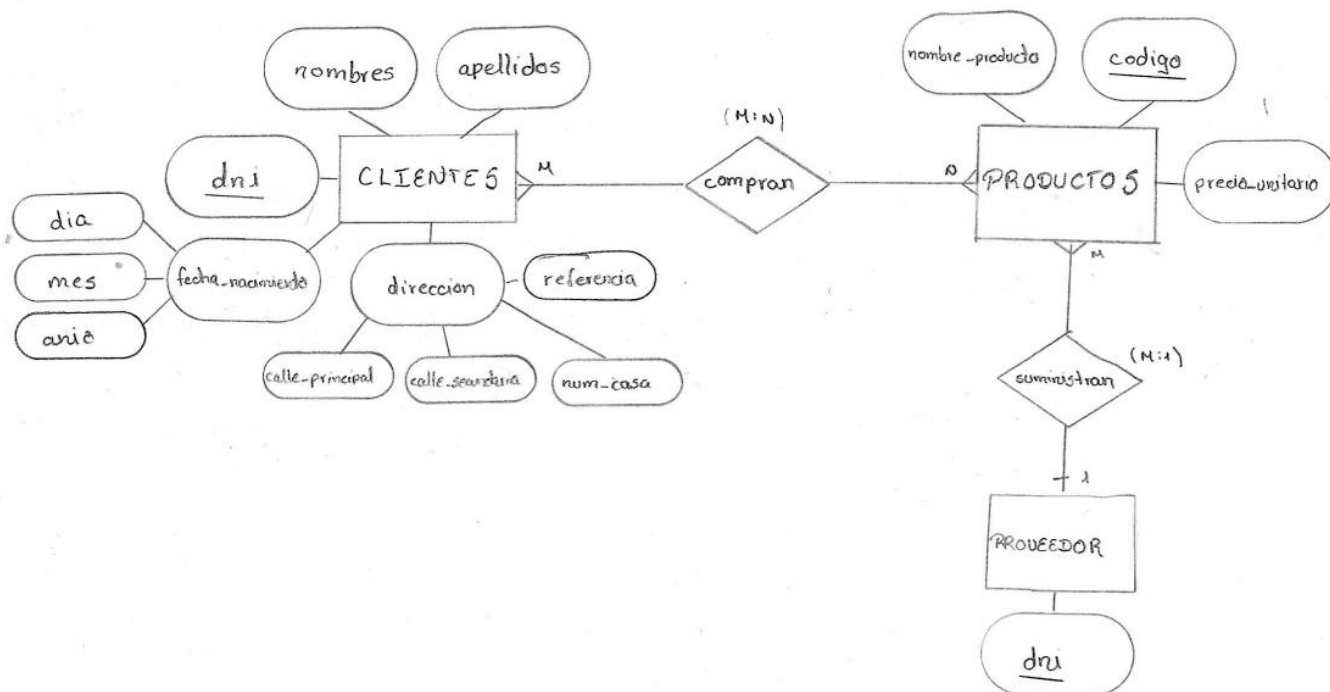 nombres
apellidos
nombre_producto
codigo
(M:N)
dni
CLIENTES
M
compran
N
PRODUCTOS
precio_unitario
dia
mes
anio
fecha_nacimiento
direccion
referencia
M
calle_principal
calle_secundaria
num_casa
(M:1)
suministran
1
PROVEEDOR
dni